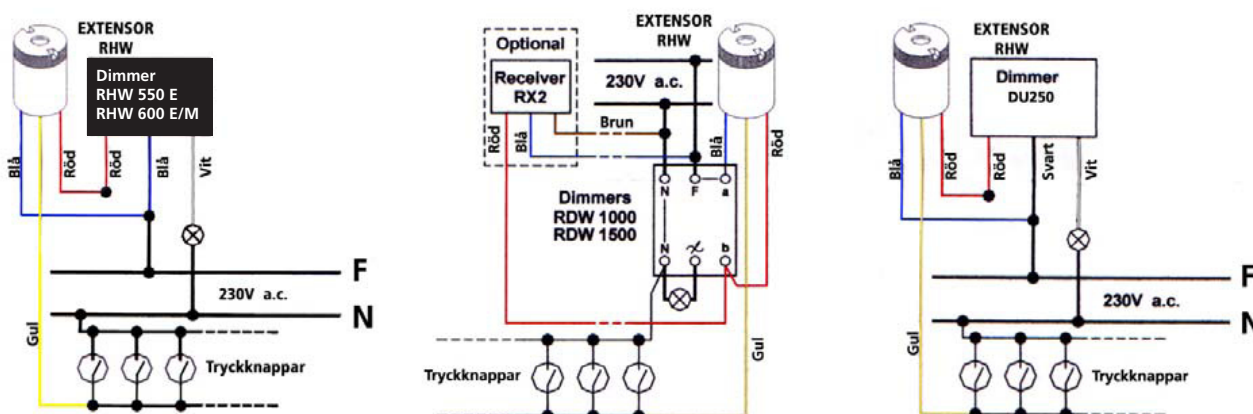 EXTENSOR
RHW
Dimmer
RHW 550 E
RHW 600 E/M
Blå
Röd
Röd
Blå
Vit
F
230V a.c.
N
Gul
Tryckknappar
EXTENSOR
RHW
Optional
Receiver
RX2
230V a.c.
Brun
Röd
Blå
Blå
Röd
N F a
Dimmers
RDW 1000
RDW 1500
N b
Gul
Tryckknappar
EXTENSOR
RHW
Dimmer
DU250
Blå
Röd
Röd
Svart
Vit
F
230V a.c.
N
Gul
Tryckknappar